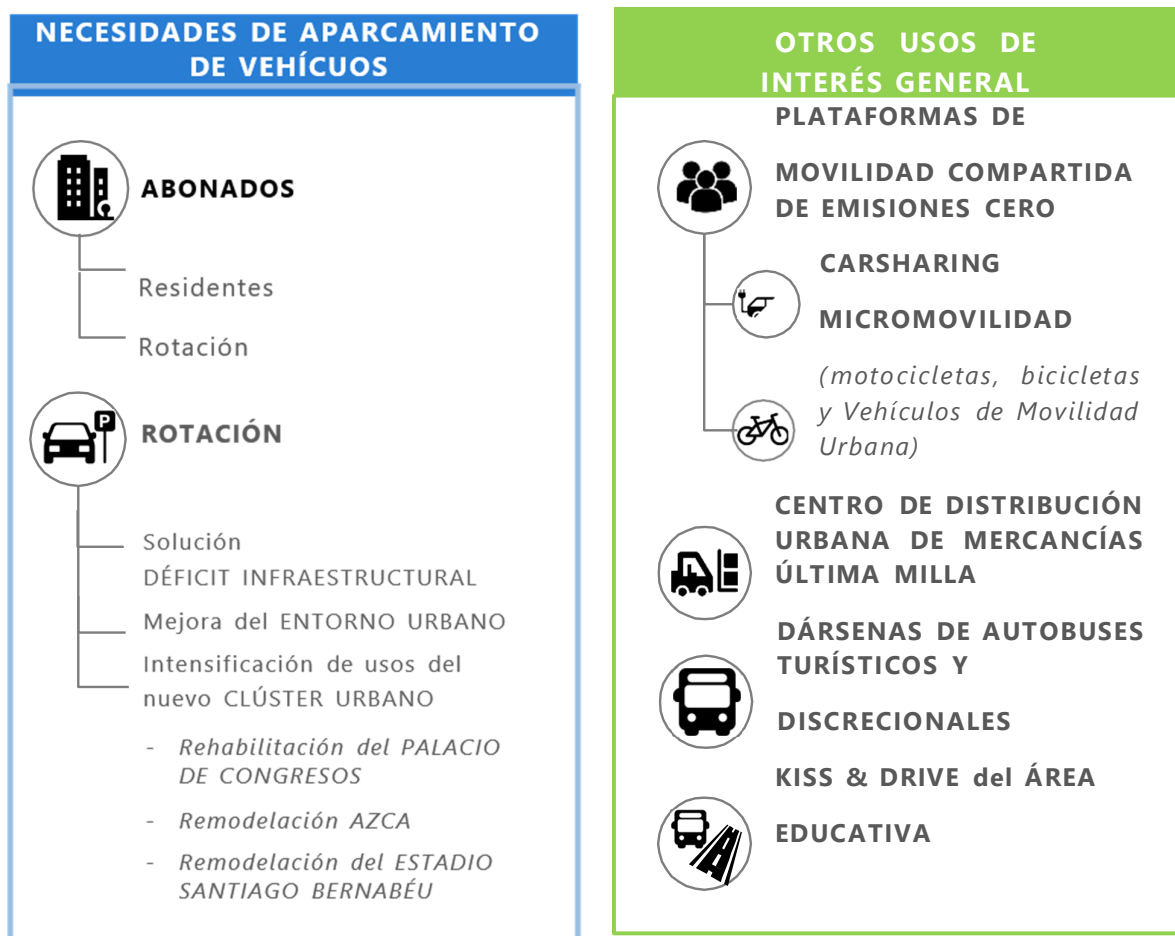 NECESIDADES DE APARCAMIENTO
DE VEHÍCUOS
ABONADOS
Residentes
Rotación
P
ROTACIÓN
Solución
DÉFICIT INFRAESTRUCTURAL
Mejora del ENTORNO URBANO
Intensificación de usos del
nuevo CLÚSTER URBANO
- Rehabilitación del PALACIO
DE CONGRESOS
- Remodelación AZCA
- Remodelación del ESTADIO
SANTIAGO BERNABÉU
OTROS USOS DE
INTERÉS GENERAL
PLATAFORMAS DE
MOVILIDAD COMPARTIDA
DE EMISIONES CERO
CARSHARING
MICROMOVILIDAD
(motocicletas, bicicletas
y Vehículos de Movilidad
Urbana)
CENTRO DE DISTRIBUCIÓN
URBANA DE MERCANCÍAS
ÚLTIMA MILLA
DÁRSENAS DE AUTOBUSES
TURÍSTICOS Y
DISCRECIONALES
KISS & DRIVE del ÁREA
EDUCATIVA